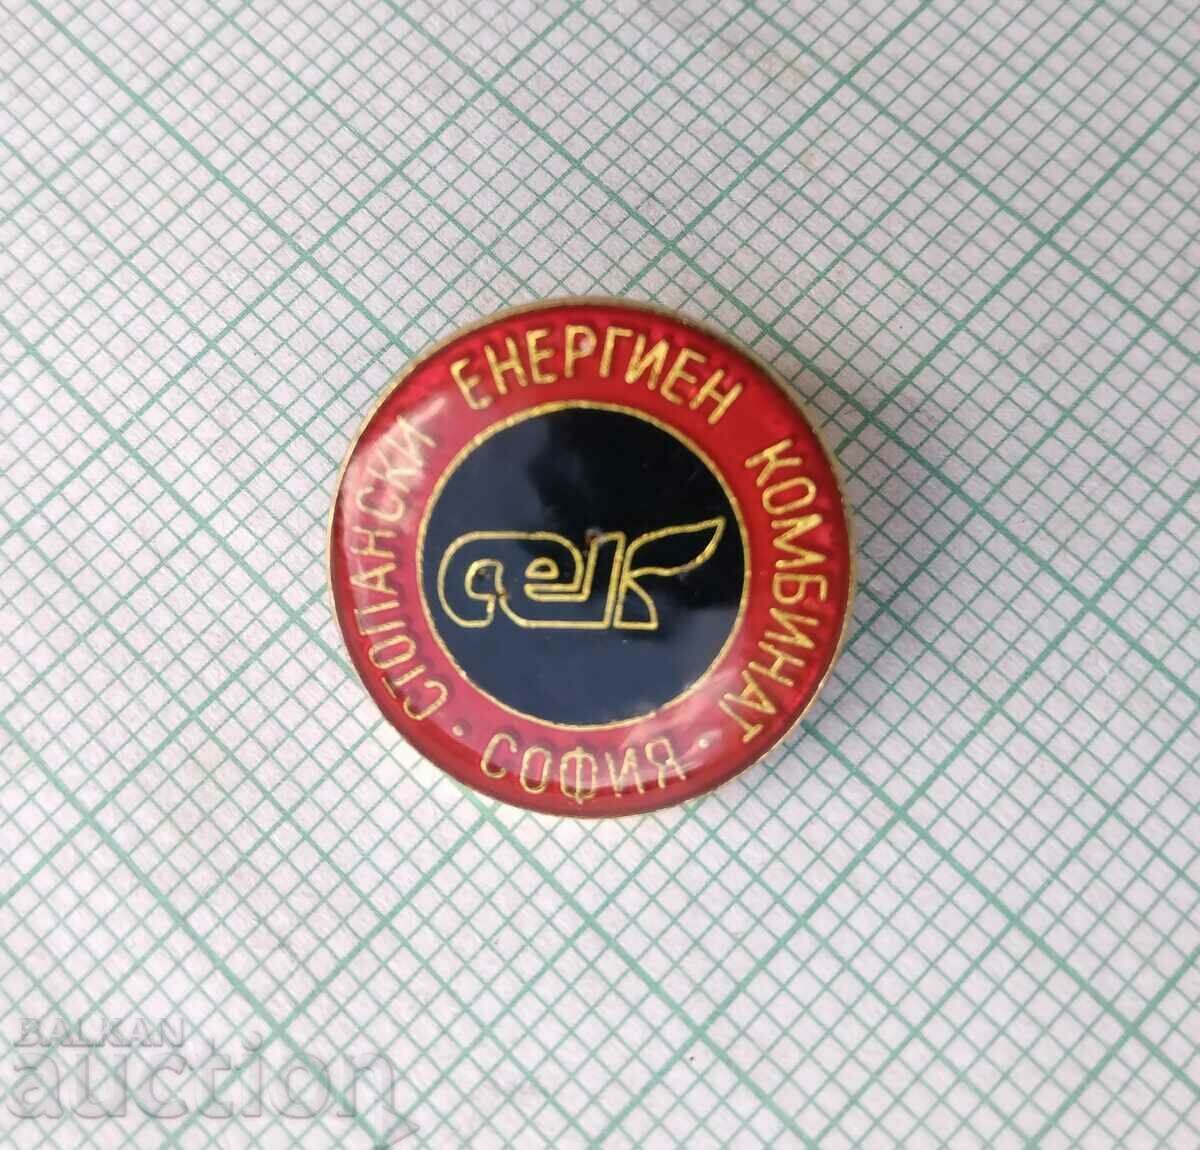 СТОПАНСКИ ЕНЕРГИЕН КОМБИНАТ
· СОФИЯ ·
сек
BALKAN
auction